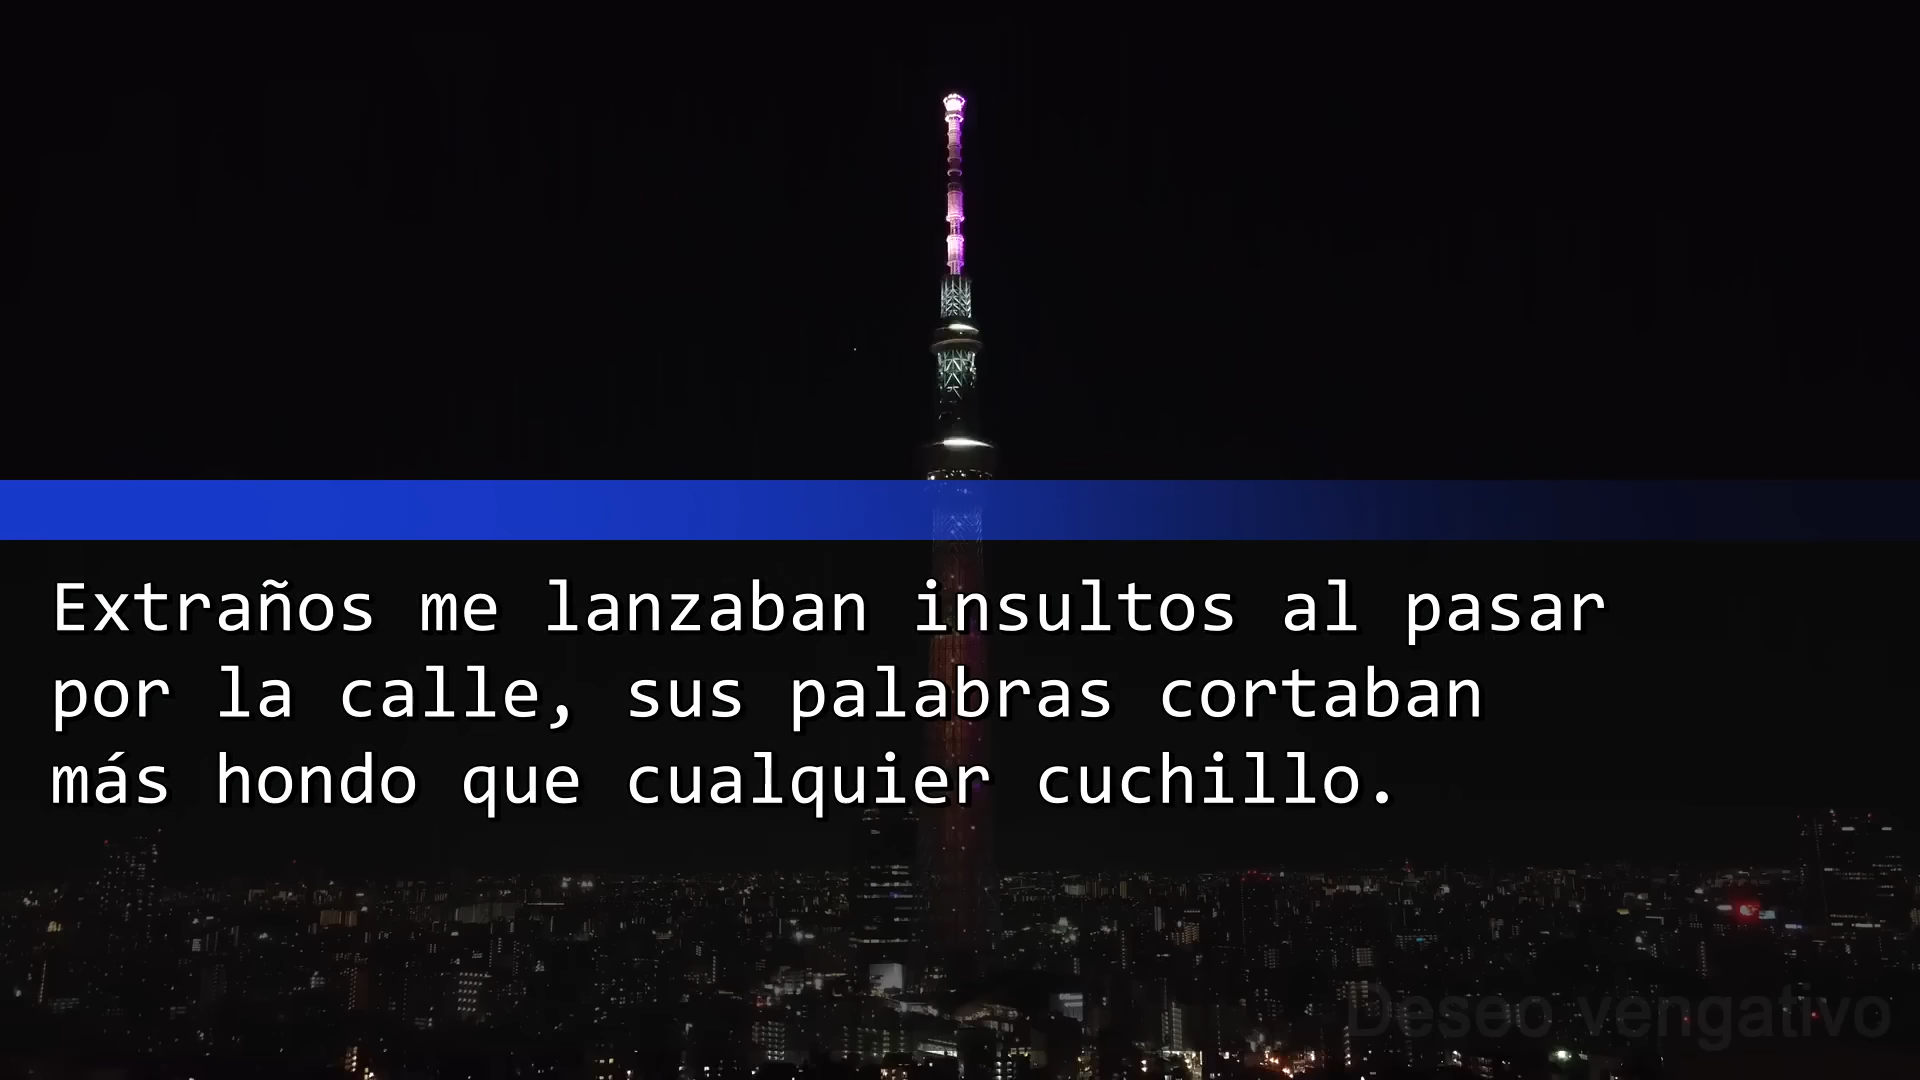 Extraños me lanzaban insultos al pasar
por la calle, sus palabras cortaban
más hondo que cualquier cuchillo.
Deseo vengativo